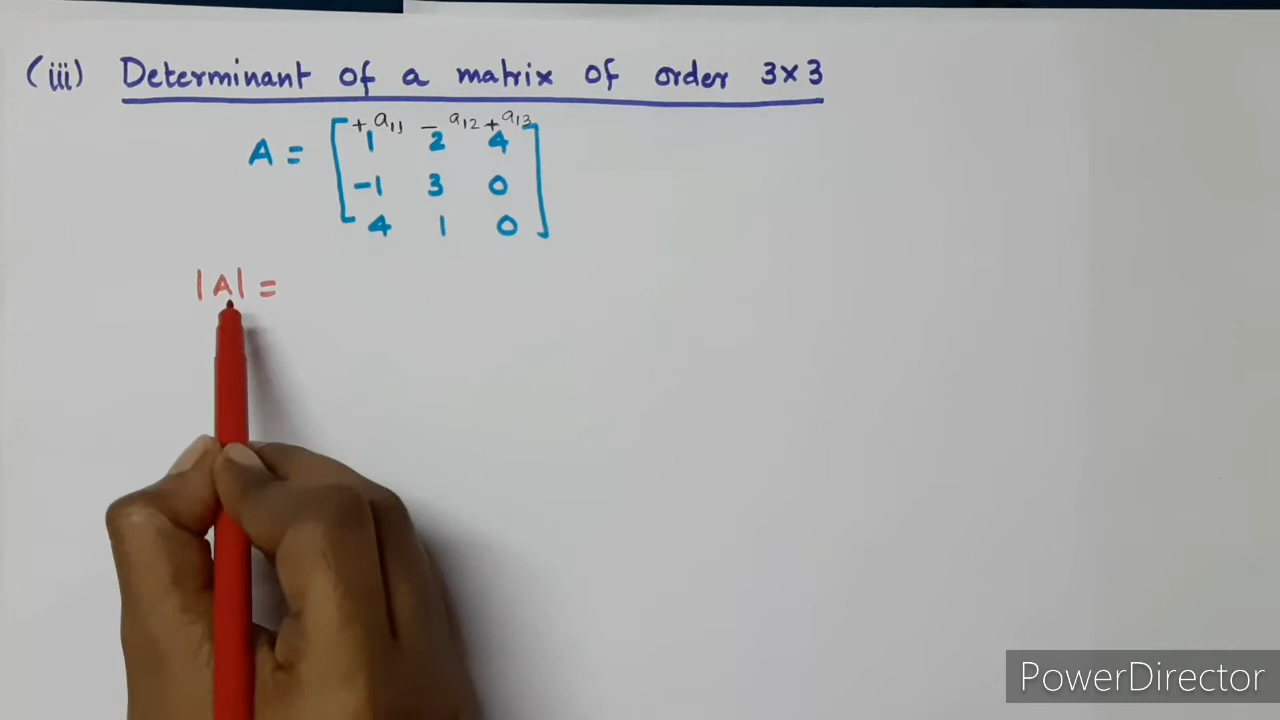 (iii) Determinant of a matrix of order 3×3
+ a11 − a12 + a13
A = [ 1 2 4
-1 3 0
4 1 0 ]
|A| =
PowerDirector